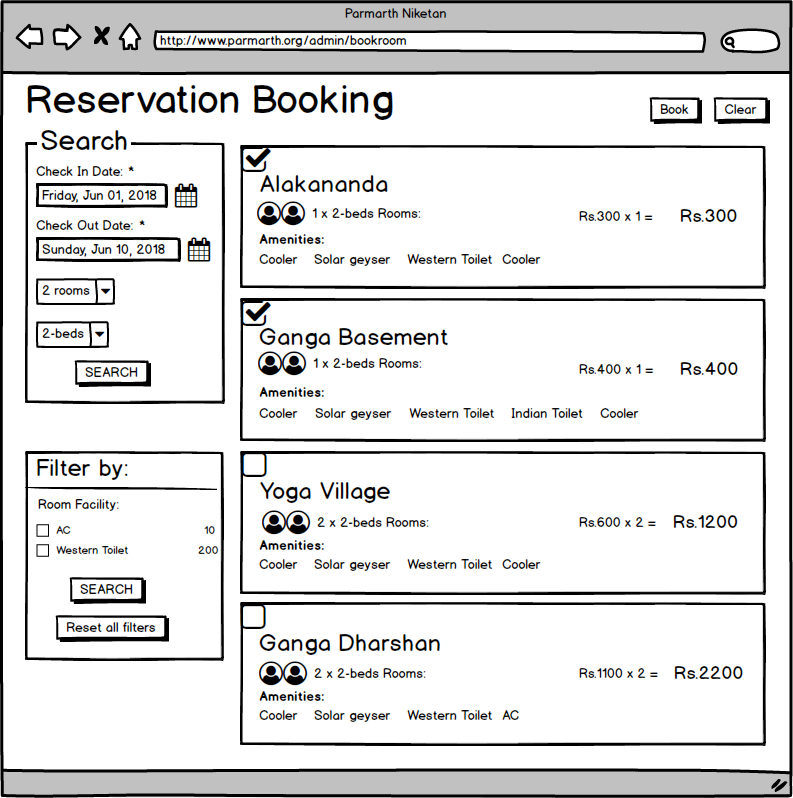 Parmarth Niketan
http://www.parmarth.org/admin/bookroom
Reservation Booking
Book Clear
Search
Check In Date: *
Friday, Jun 01, 2018
Check Out Date: *
Sunday, Jun 10, 2018
2 rooms
2-beds
SEARCH
Filter by:
Room Facility:
AC 10
Western Toilet 200
SEARCH
Reset all filters
Alakananda
1 x 2-beds Rooms: Rs.300 x 1 = Rs.300
Amenities:
Cooler Solar geyser Western Toilet Cooler
Ganga Basement
1 x 2-beds Rooms: Rs.400 x 1 = Rs.400
Amenities:
Cooler Solar geyser Western Toilet Indian Toilet Cooler
Yoga Village
2 x 2-beds Rooms: Rs.600 x 2 = Rs.1200
Amenities:
Cooler Solar geyser Western Toilet Cooler
Ganga Dharshan
2 x 2-beds Rooms: Rs.1100 x 2 = Rs.2200
Amenities:
Cooler Solar geyser Western Toilet AC